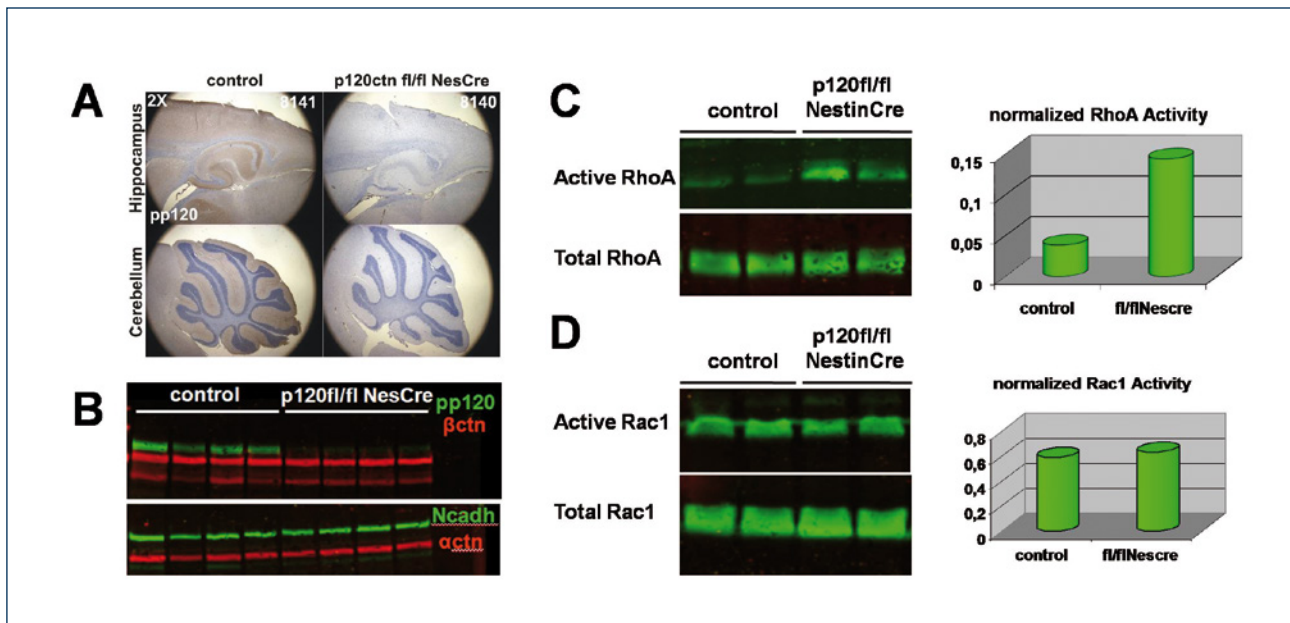 A
control p120ctn fl/fl NesCre
Hippocampus
2X 8141 8140
pp120
Cerebellum
B
control p120fl/fl NesCre
pp120
βctn
Ncadh
αctn
C
control p120fl/fl
NestinCre
Active RhoA
Total RhoA
normalized RhoA Activity
0,15
0,1
0,05
0
control fl/flNescre
D
control p120fl/fl
NestinCre
Active Rac1
Total Rac1
normalized Rac1 Activity
0,8
0,6
0,4
0,2
0
control fl/flNescre